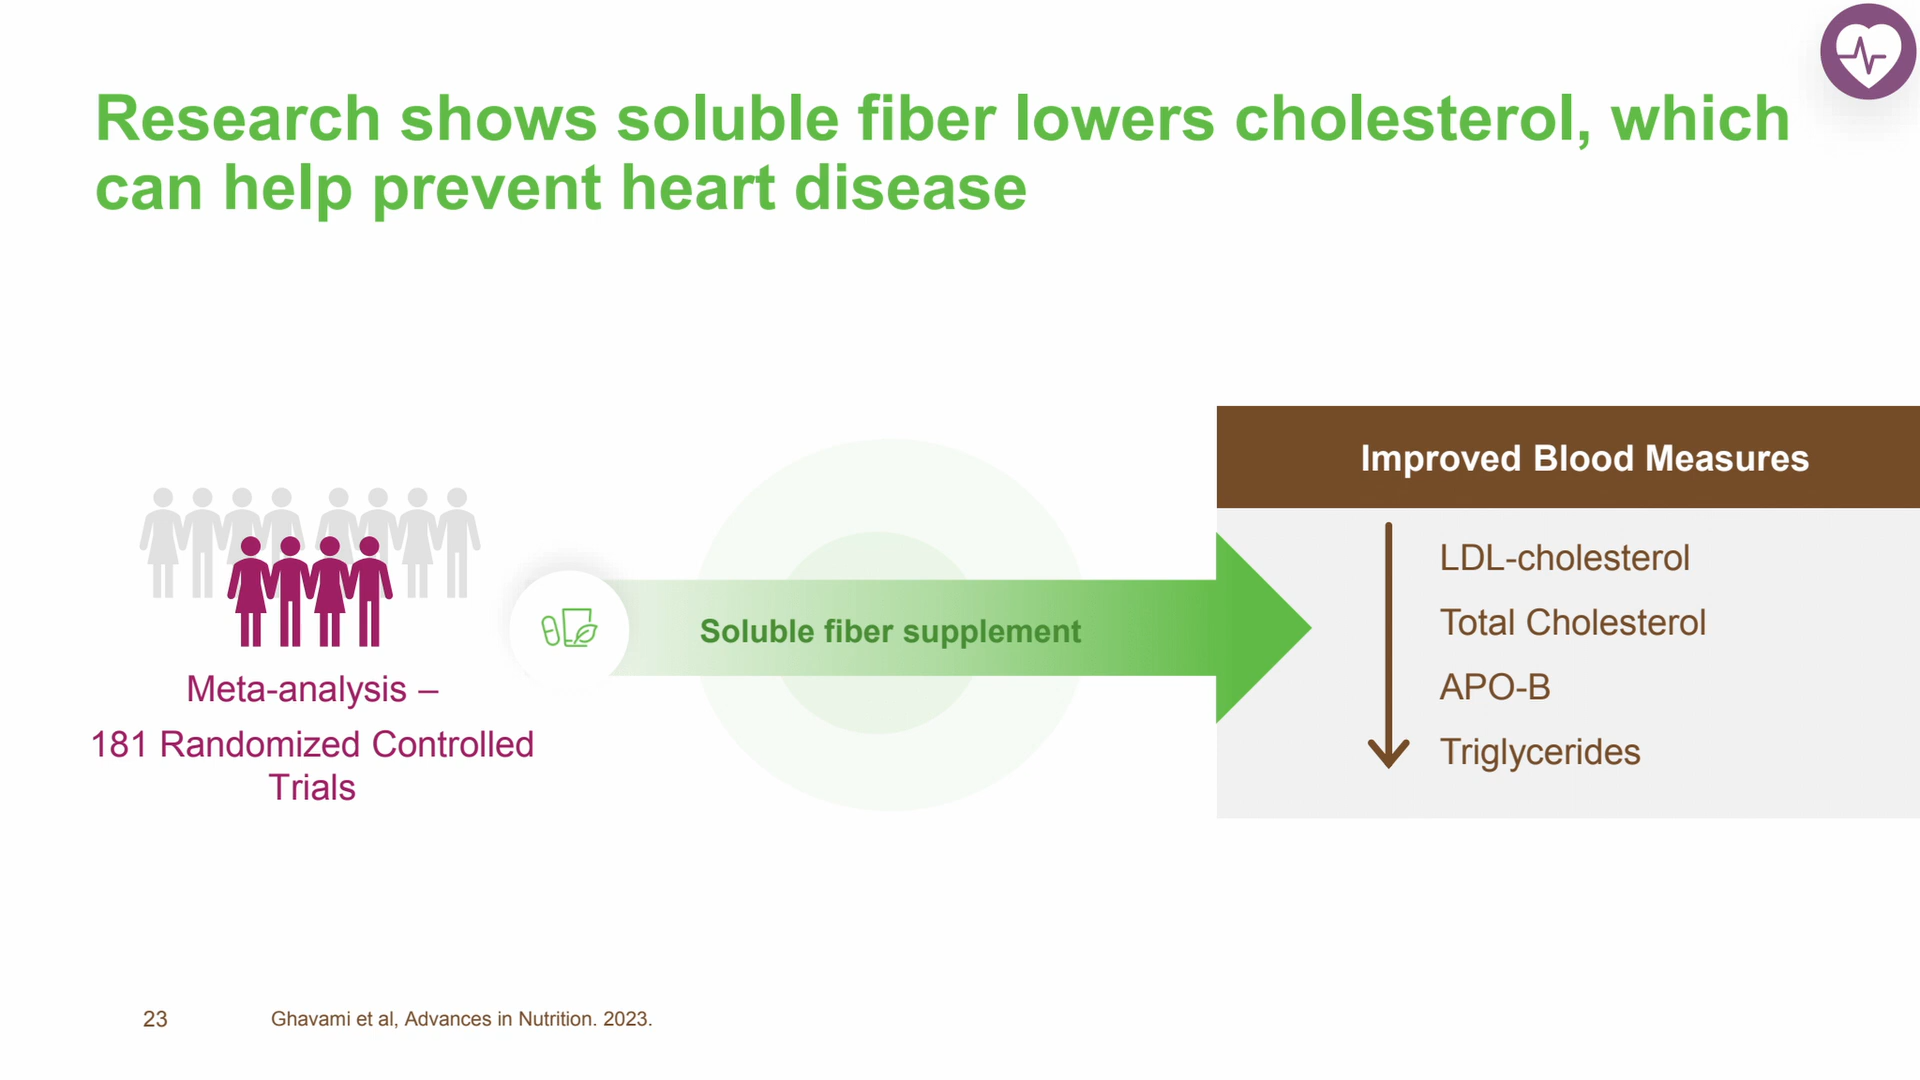 Research shows soluble fiber lowers cholesterol, which
can help prevent heart disease
Meta-analysis –
181 Randomized Controlled
Trials
Soluble fiber supplement
Improved Blood Measures
LDL-cholesterol
Total Cholesterol
APO-B
Triglycerides
23
Ghavami et al, Advances in Nutrition. 2023.